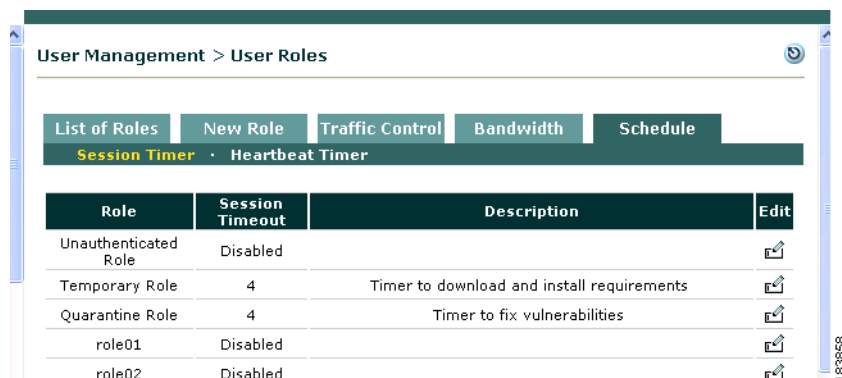 User Management > User Roles
List of Roles New Role Traffic Control Bandwidth Schedule
Session Timer · Heartbeat Timer
Role Session Timeout Description Edit
Unauthenticated Role Disabled
Temporary Role 4 Timer to download and install requirements
Quarantine Role 4 Timer to fix vulnerabilities
role01 Disabled
role02 Disabled
183858